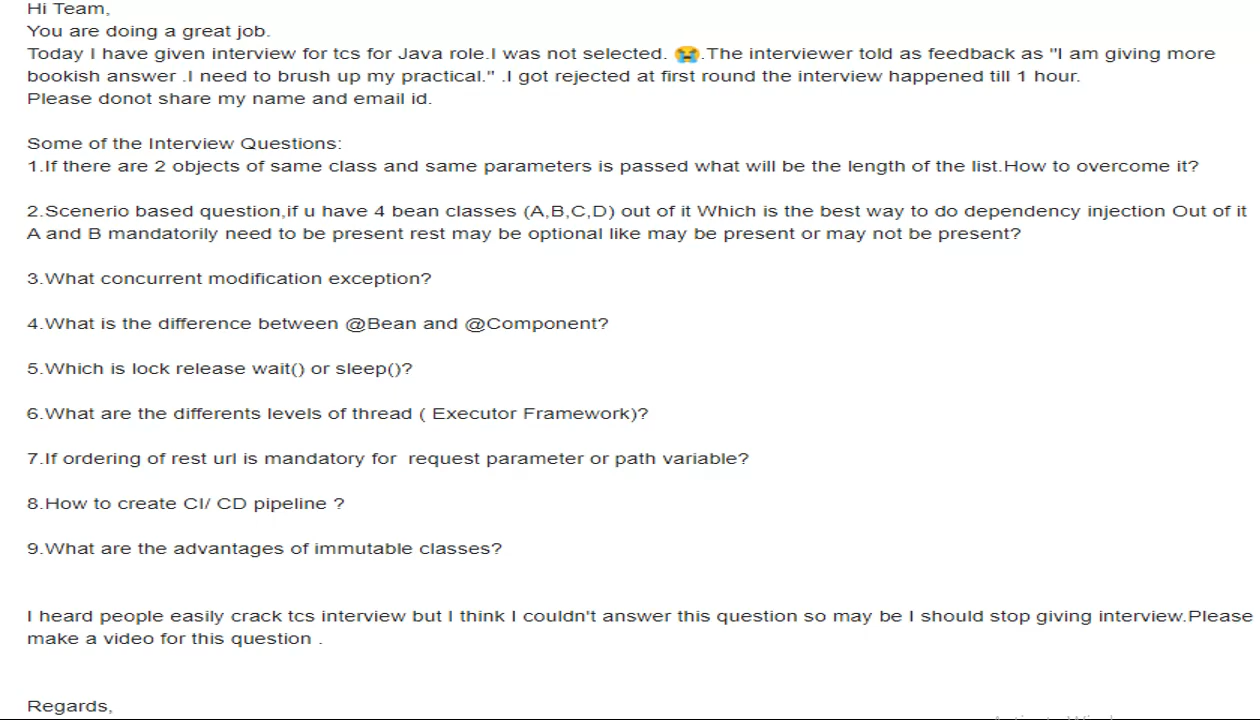 Hi Team,
You are doing a great job.
Today I have given interview for tcs for Java role.I was not selected. 😭.The interviewer told as feedback as "I am giving more
bookish answer .I need to brush up my practical." .I got rejected at first round the interview happened till 1 hour.
Please donot share my name and email id.
Some of the Interview Questions:
1.If there are 2 objects of same class and same parameters is passed what will be the length of the list.How to overcome it?
2.Scenerio based question,if u have 4 bean classes (A,B,C,D) out of it Which is the best way to do dependency injection Out of it
A and B mandatorily need to be present rest may be optional like may be present or may not be present?
3.What concurrent modification exception?
4.What is the difference between @Bean and @Component?
5.Which is lock release wait() or sleep()?
6.What are the differents levels of thread ( Executor Framework)?
7.If ordering of rest url is mandatory for  request parameter or path variable?
8.How to create CI/ CD pipeline ?
9.What are the advantages of immutable classes?
I heard people easily crack tcs interview but I think I couldn't answer this question so may be I should stop giving interview.Please
make a video for this question .
Regards,